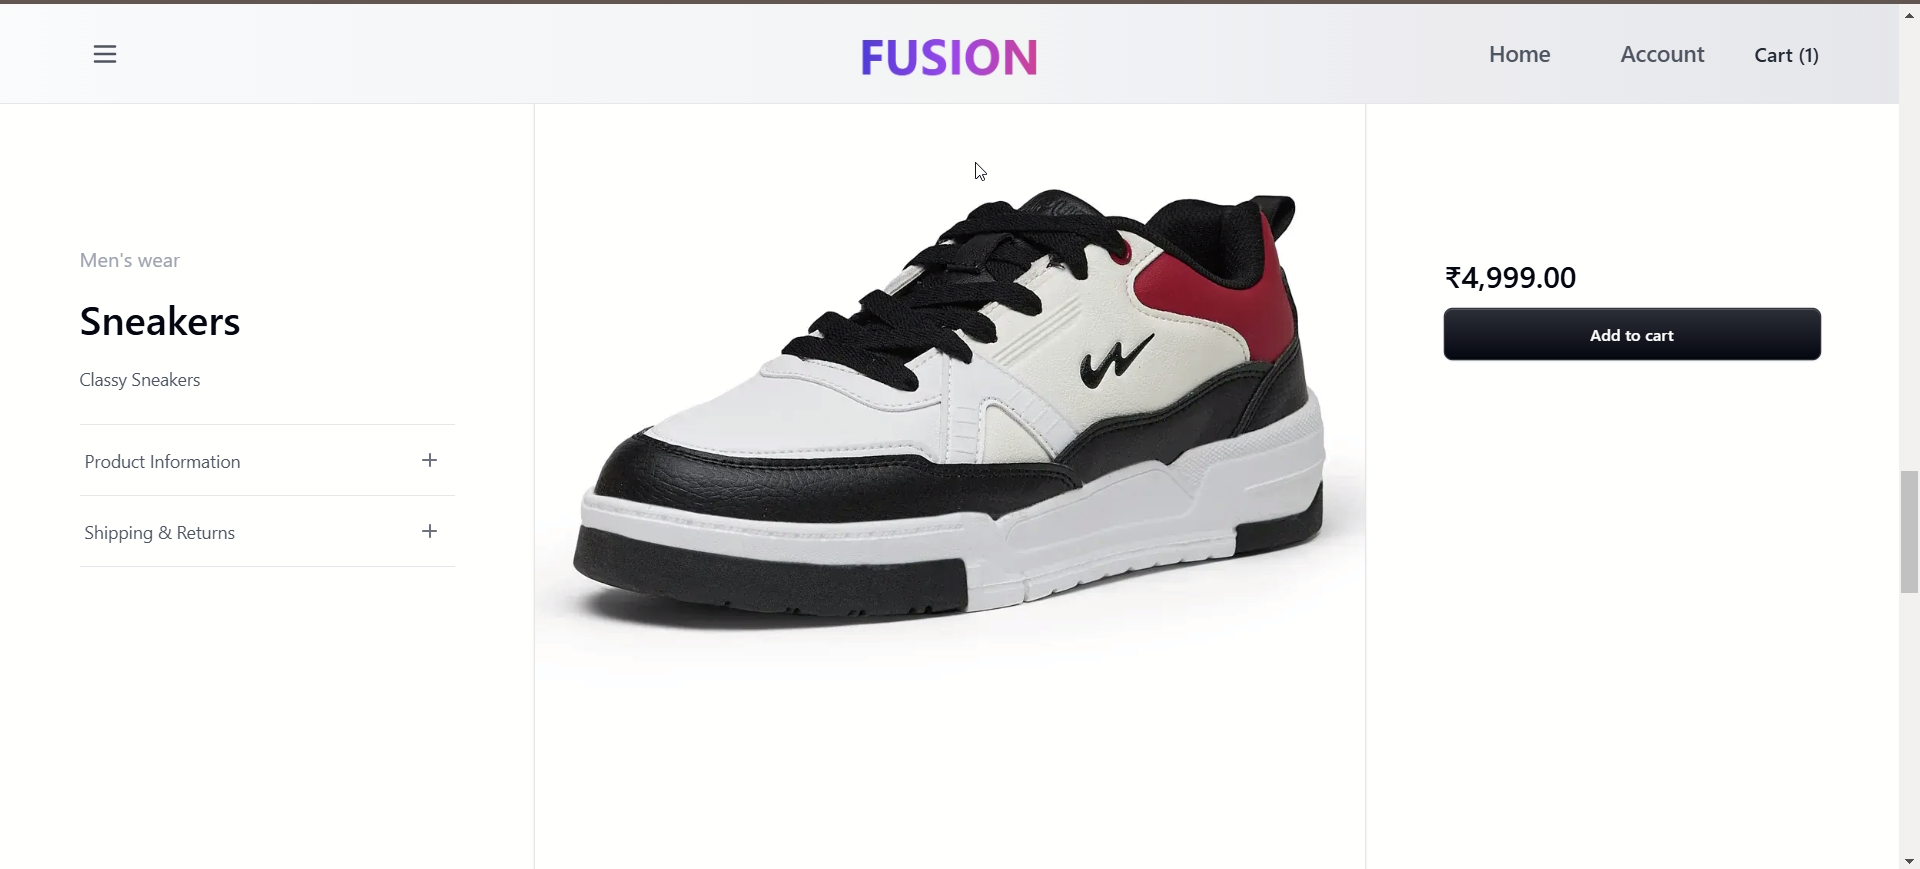 FUSION
Home
Account
Cart (1)
Men's wear
Sneakers
Classy Sneakers
Product Information
Shipping & Returns
₹4,999.00
Add to cart